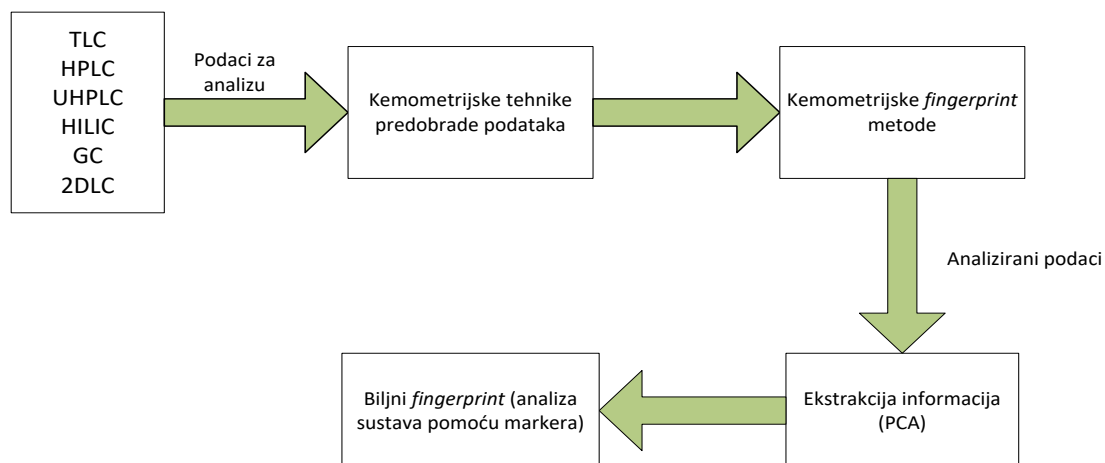 TLC
HPLC
UHPLC
HILIC
GC
2DLC
Podaci za
analizu
Kemometrijske tehnike
predobrade podataka
Kemometrijske fingerprint
metode
Analizirani podaci
Ekstrakcija informacija
(PCA)
Biljni fingerprint (analiza
sustava pomoću markera)